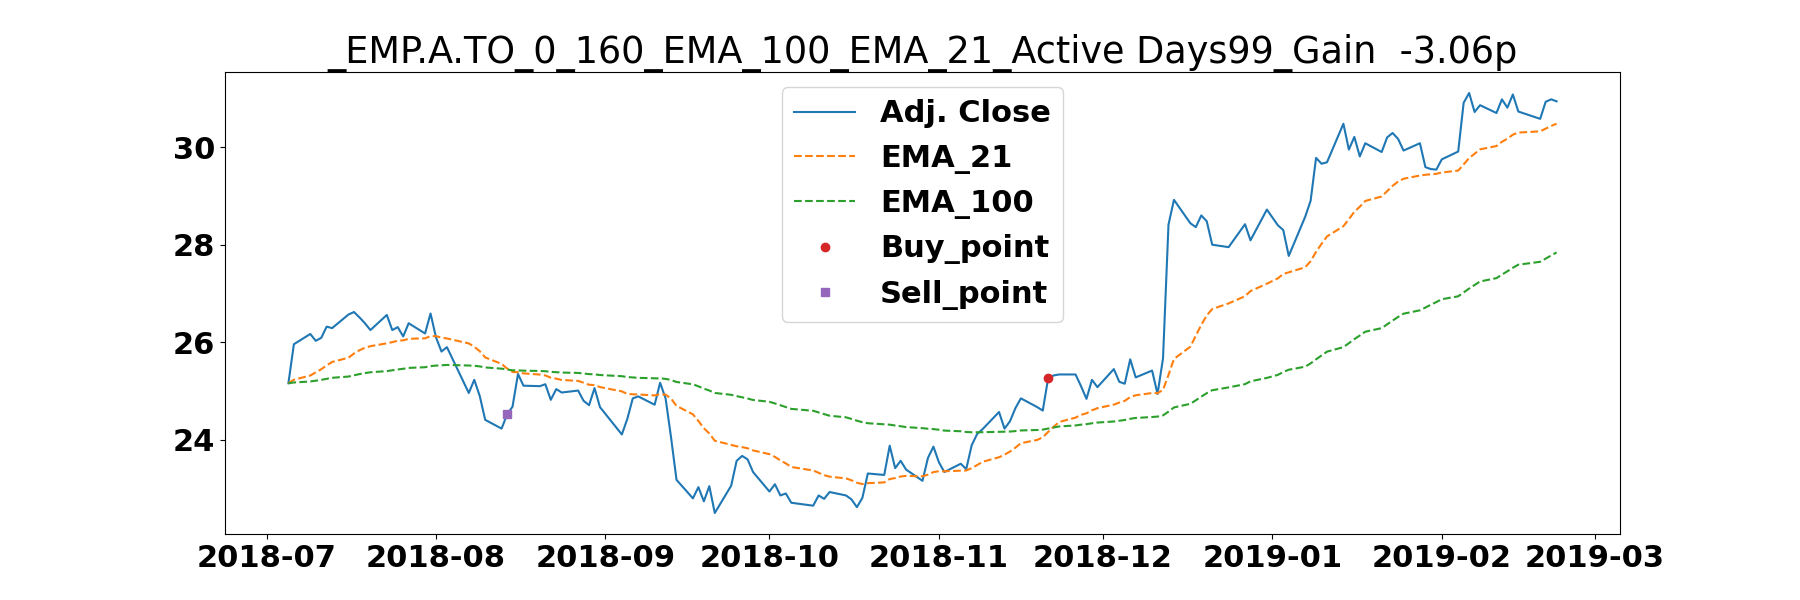 _EMP.A.TO_0_160_EMA_100_EMA_21_Active Days99_Gain  -3.06p
Adj. Close
EMA_21
EMA_100
Buy_point
Sell_point
30
28
26
24
2018-07 2018-08 2018-09 2018-10 2018-11 2018-12 2019-01 2019-02 2019-03